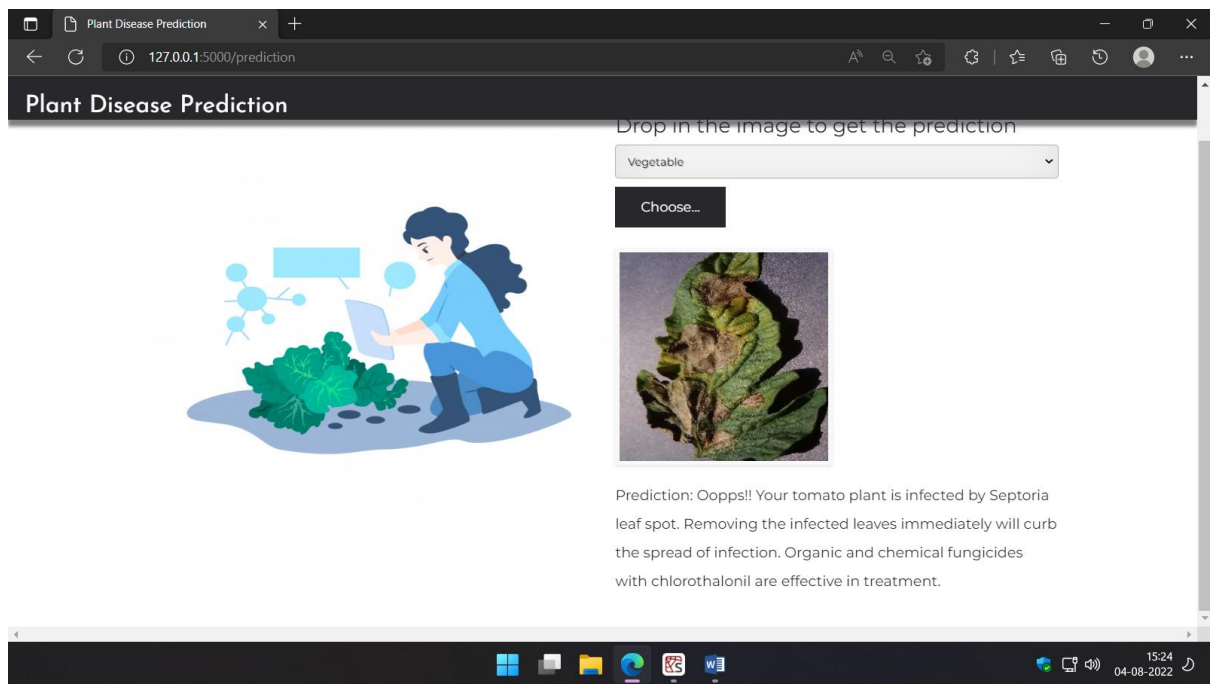 Plant Disease Prediction
127.0.0.1:5000/prediction
Plant Disease Prediction
Drop in the image to get the prediction
Vegetable
Choose...
Prediction: Oopps!! Your tomato plant is infected by Septoria
leaf spot. Removing the infected leaves immediately will curb
the spread of infection. Organic and chemical fungicides
with chlorothalonil are effective in treatment.
15:24
04-08-2022